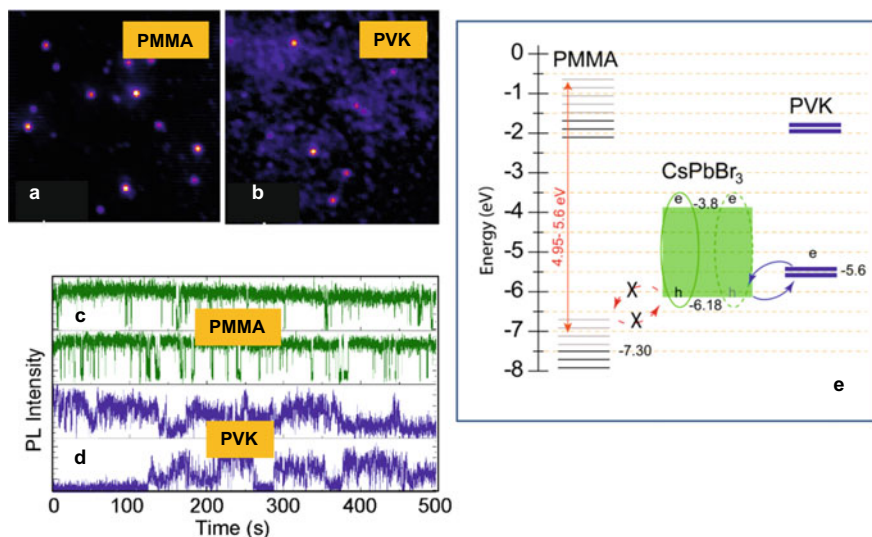 PMMA
a
PVK
b
PL Intensity
c
PMMA
PVK
d
0 100 200 300 400 500
Time (s)
Energy (eV)
0
-1
-2
-3
-4
-5
-6
-7
-8
PMMA
4.95- 5.6 eV
-7.30
X
X
CsPbBr3
e e
-3.8
h h
-6.18
PVK
e
-5.6
e